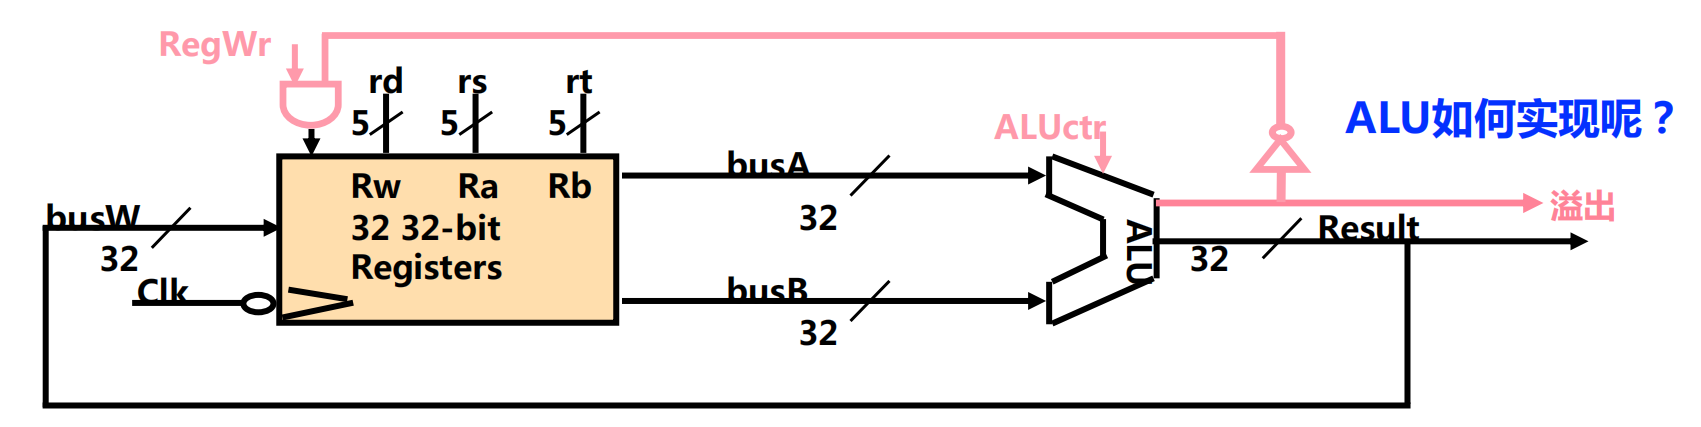 RegWr
rd
rs
rt
5
5
5
ALUctr
ALU如何实现呢？
busW
32
Clk
Rw
Ra
Rb
32 32-bit
Registers
busA
32
busB
32
ALU
溢出
32
Result